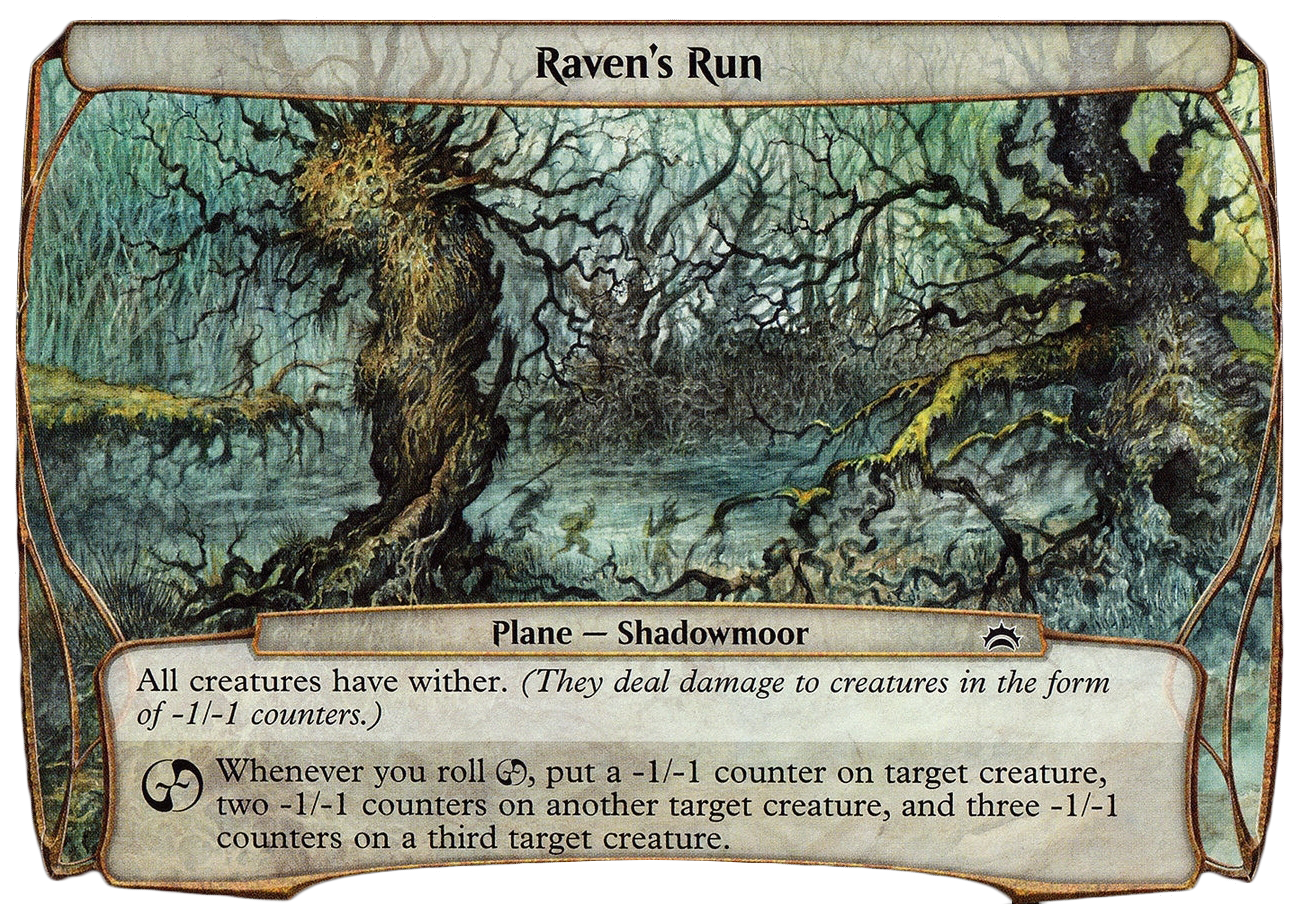 Raven's Run
Plane — Shadowmoor
All creatures have wither. (They deal damage to creatures in the form
of -1/-1 counters.)
Whenever you roll , put a -1/-1 counter on target creature,
two -1/-1 counters on another target creature, and three -1/-1
counters on a third target creature.